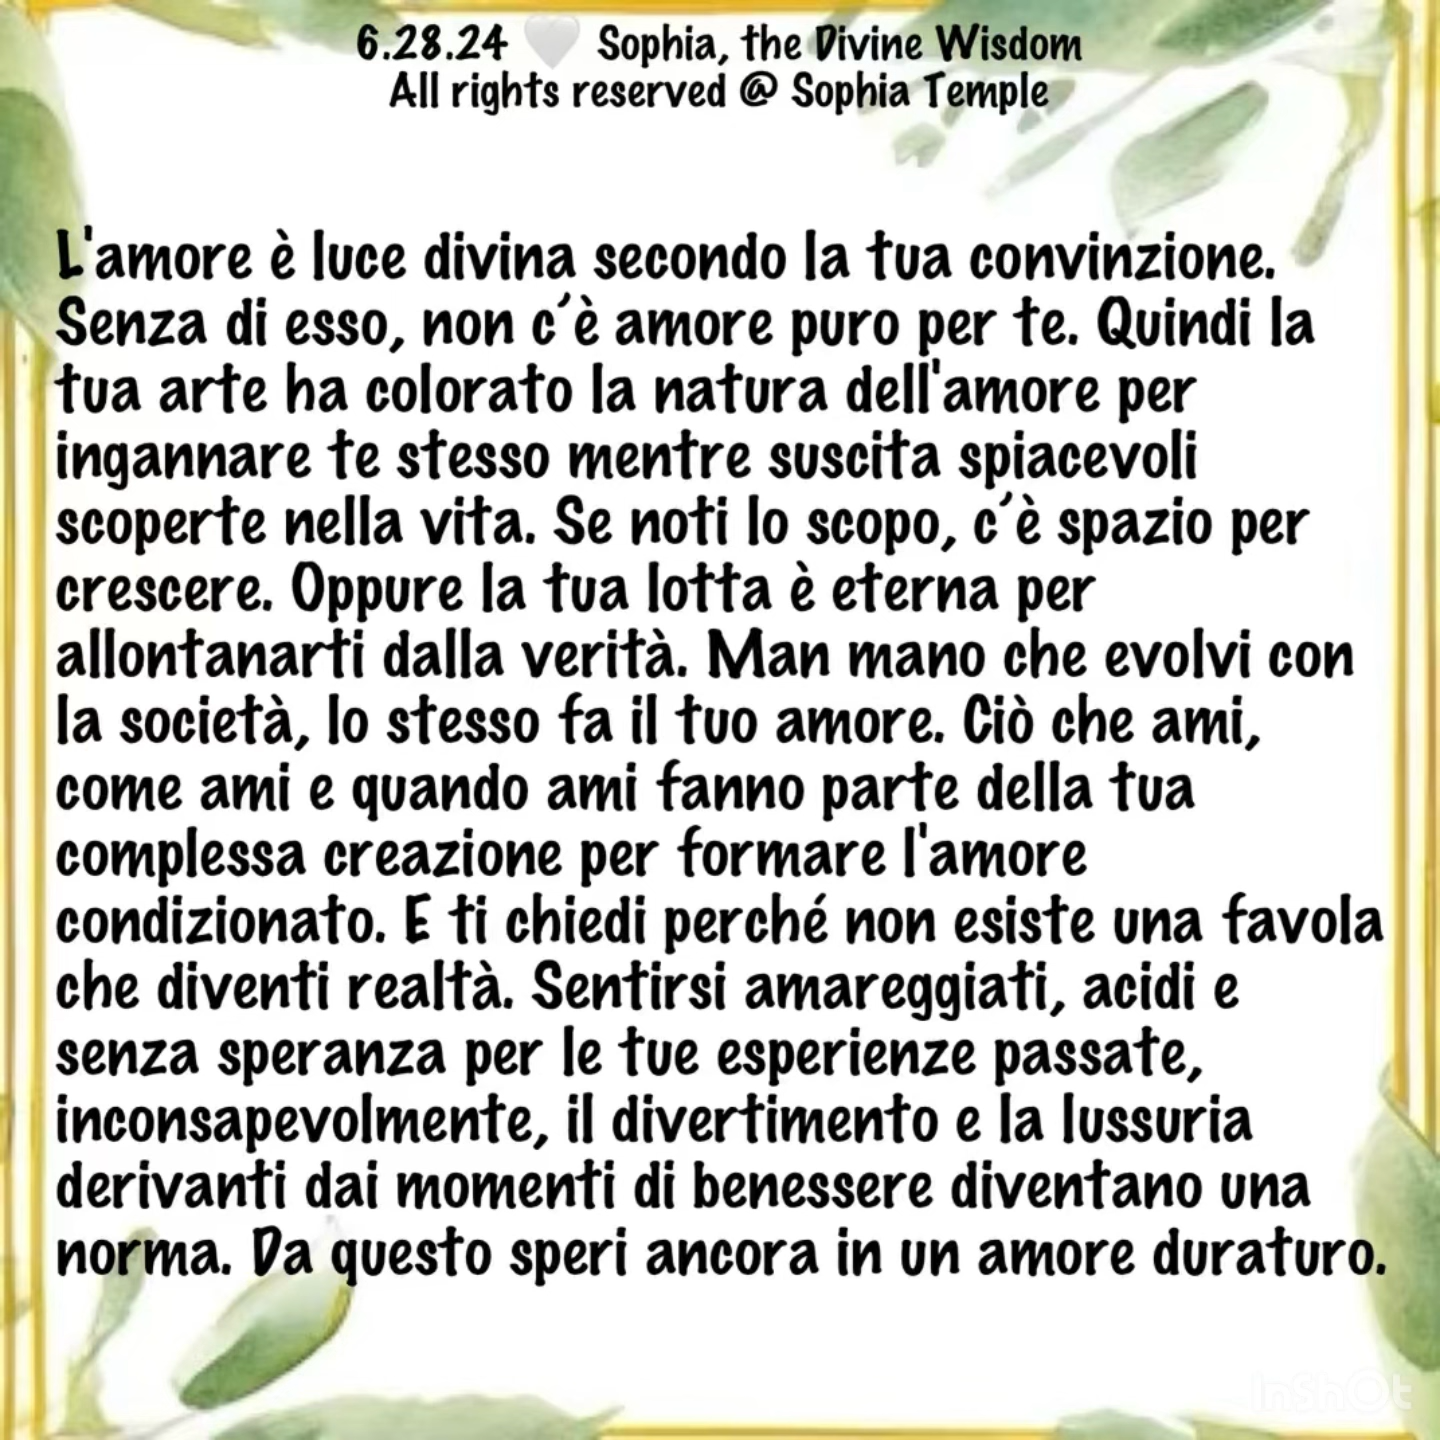 6.28.24 🤍 Sophia, the Divine Wisdom
All rights reserved @ Sophia Temple
L'amore è luce divina secondo la tua convinzione.
Senza di esso, non c´è amore puro per te. Quindi la
tua arte ha colorato la natura dell'amore per
ingannare te stesso mentre suscita spiacevoli
scoperte nella vita. Se noti lo scopo, c´è spazio per
crescere. Oppure la tua lotta è eterna per
allontanarti dalla verità. Man mano che evolvi con
la società, lo stesso fa il tuo amore. Ciò che ami,
come ami e quando ami fanno parte della tua
complessa creazione per formare l'amore
condizionato. E ti chiedi perché non esiste una favola
che diventi realtà. Sentirsi amareggiati, acidi e
senza speranza per le tue esperienze passate,
inconsapevolmente, il divertimento e la lussuria
derivanti dai momenti di benessere diventano una
norma. Da questo speri ancora in un amore duraturo.
InShOt